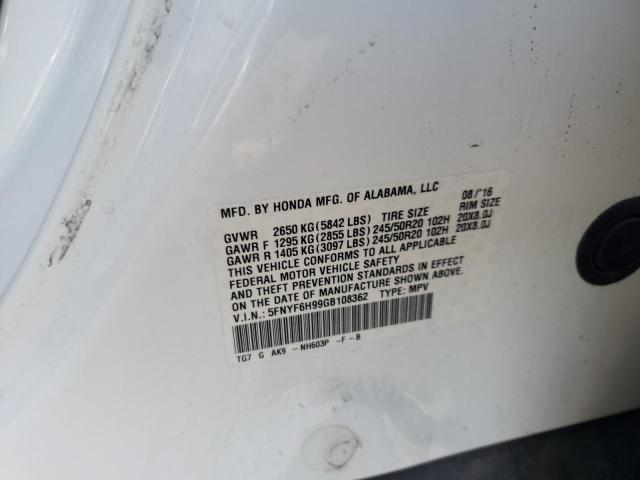 MFD. BY HONDA MFG. OF ALABAMA, LLC 08/'16
GVWR 2650 KG(5842 LBS) TIRE SIZE RIM SIZE
GAWR F 1295 KG(2855 LBS)245/50R20 102H 20X8.0J
GAWR R 1405 KG(3097 LBS)245/50R20 102H 20X8.0J
THIS VEHICLE CONFORMS TO ALL APPLICABLE
FEDERAL MOTOR VEHICLE SAFETY
AND THEFT PREVENTION STANDARDS IN EFFECT
ON THE DATE OF MANUFACTURE SHOWN ABOVE.
V.I.N.: 5FNYF6H99GB108362 TYPE: MPV
TG7 G AK9 -NH603P -F-B